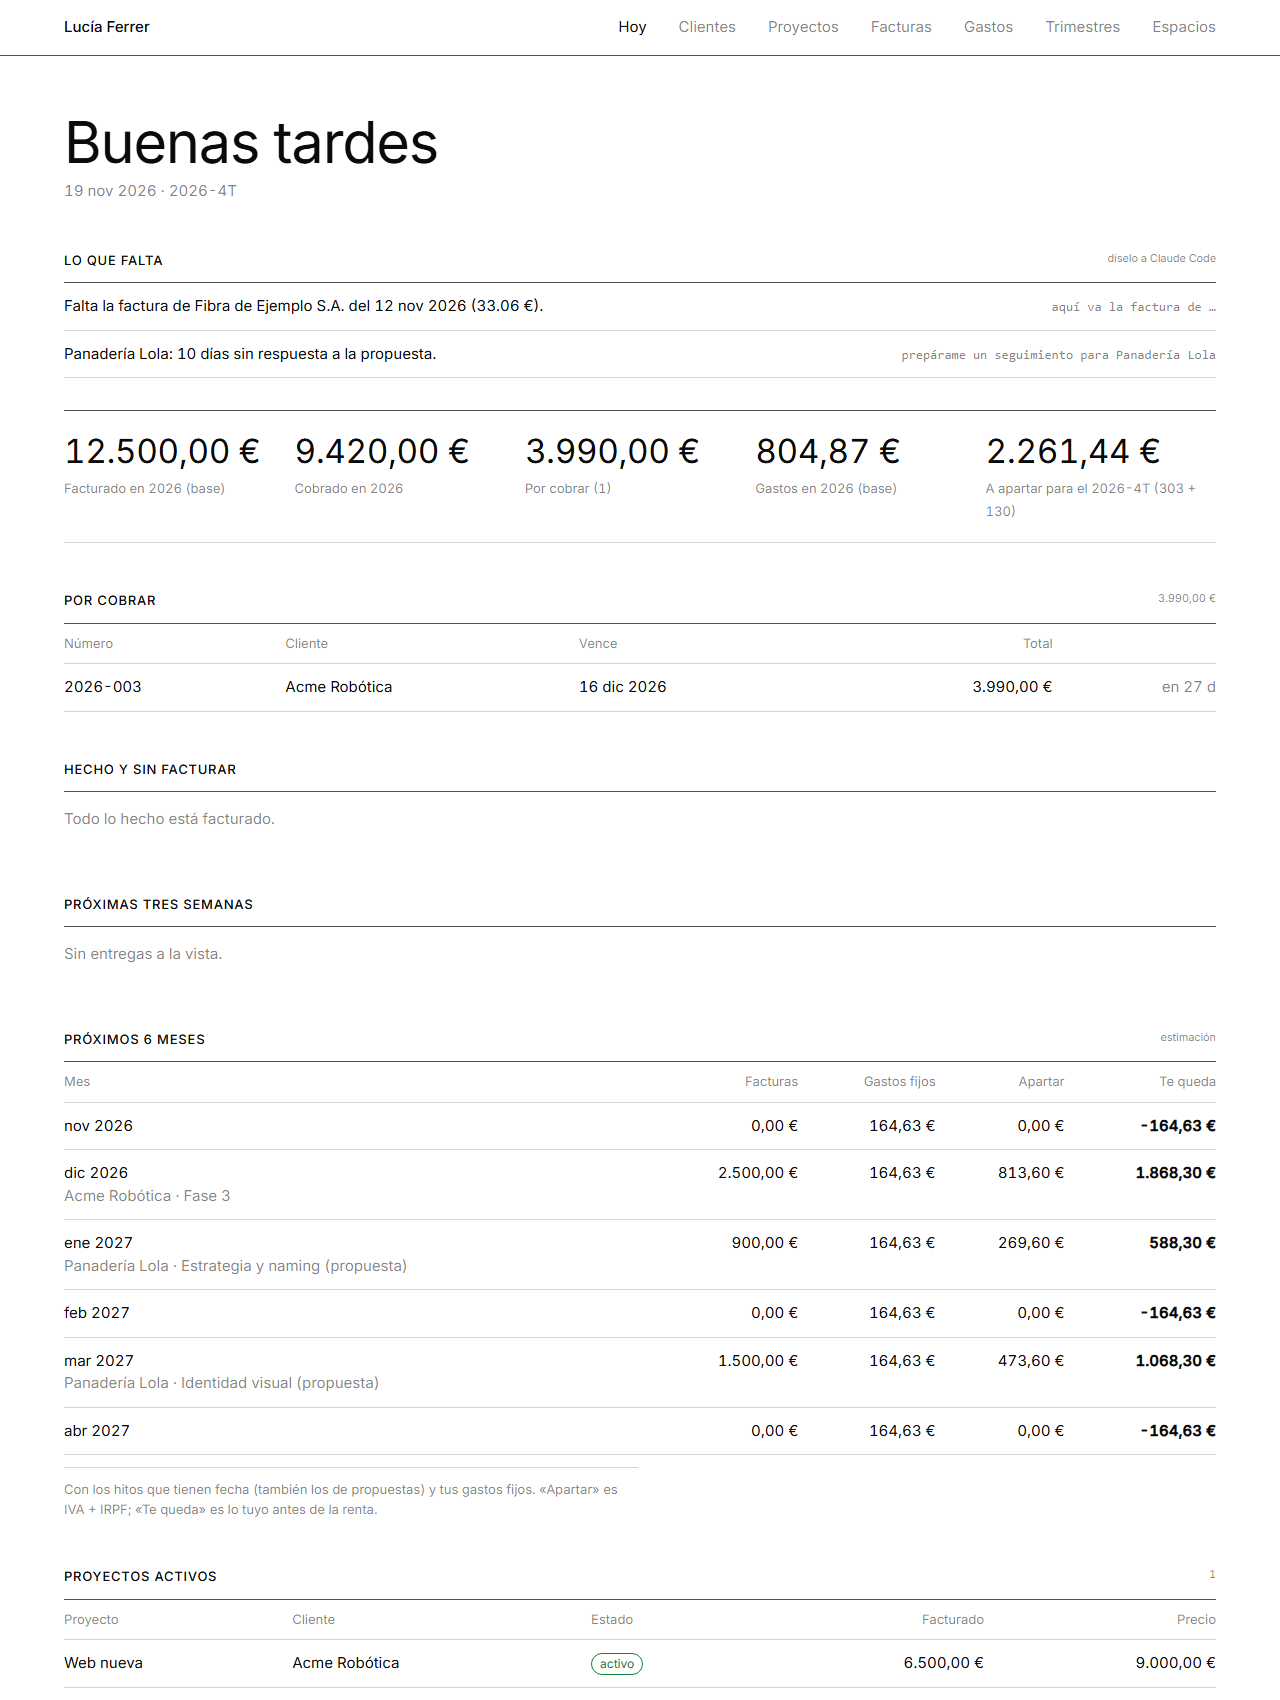 Lucía Ferrer
Hoy Clientes Proyectos Facturas Gastos Trimestres Espacios
Buenas tardes
19 nov 2026 · 2026-4T
LO QUE FALTA díselo a Claude Code
Falta la factura de Fibra de Ejemplo S.A. del 12 nov 2026 (33.06 €). aquí va la factura de …
Panadería Lola: 10 días sin respuesta a la propuesta. prepárame un seguimiento para Panadería Lola
12.500,00 € 9.420,00 € 3.990,00 € 804,87 € 2.261,44 €
Facturado en 2026 (base) Cobrado en 2026 Por cobrar (1) Gastos en 2026 (base) A apartar para el 2026-4T (303 +
130)
POR COBRAR 3.990,00 €
Número Cliente Vence Total
2026-003 Acme Robótica 16 dic 2026 3.990,00 € en 27 d
HECHO Y SIN FACTURAR
Todo lo hecho está facturado.
PRÓXIMAS TRES SEMANAS
Sin entregas a la vista.
PRÓXIMOS 6 MESES estimación
Mes Facturas Gastos fijos Apartar Te queda
nov 2026 0,00 € 164,63 € 0,00 € -164,63 €
dic 2026 2.500,00 € 164,63 € 813,60 € 1.868,30 €
Acme Robótica · Fase 3
ene 2027 900,00 € 164,63 € 269,60 € 588,30 €
Panadería Lola · Estrategia y naming (propuesta)
feb 2027 0,00 € 164,63 € 0,00 € -164,63 €
mar 2027 1.500,00 € 164,63 € 473,60 € 1.068,30 €
Panadería Lola · Identidad visual (propuesta)
abr 2027 0,00 € 164,63 € 0,00 € -164,63 €
Con los hitos que tienen fecha (también los de propuestas) y tus gastos fijos. «Apartar» es
IVA + IRPF; «Te queda» es lo tuyo antes de la renta.
PROYECTOS ACTIVOS 1
Proyecto Cliente Estado Facturado Precio
Web nueva Acme Robótica activo 6.500,00 € 9.000,00 €